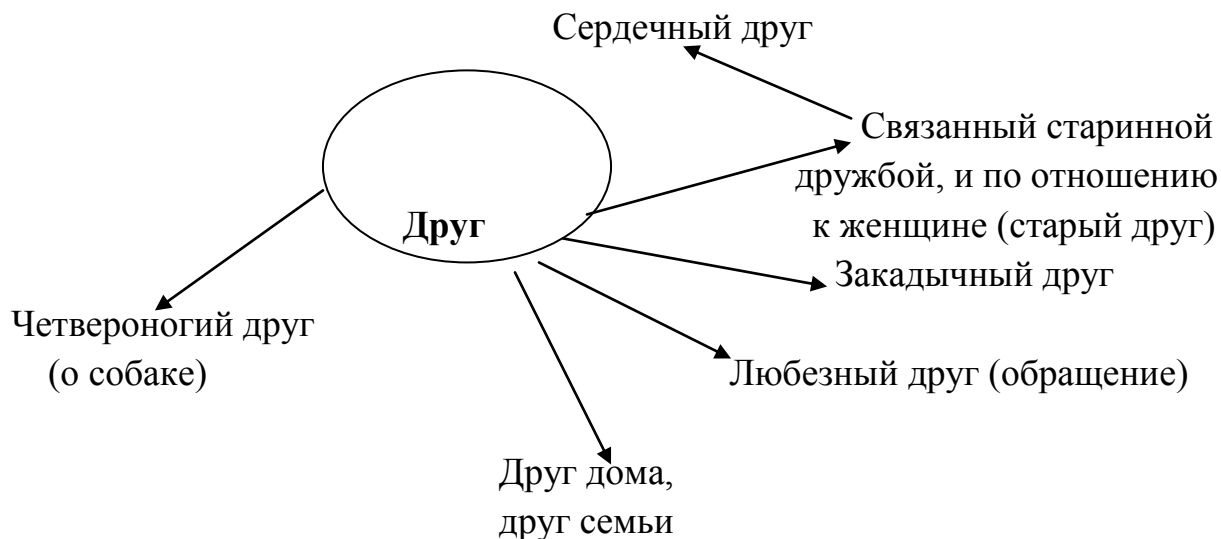 Сердечный друг
Связанный старинной
дружбой, и по отношению
к женщине (старый друг)
Друг
Закадычный друг
Четвероногий друг
(о собаке)
Любезный друг (обращение)
Друг дома,
друг семьи